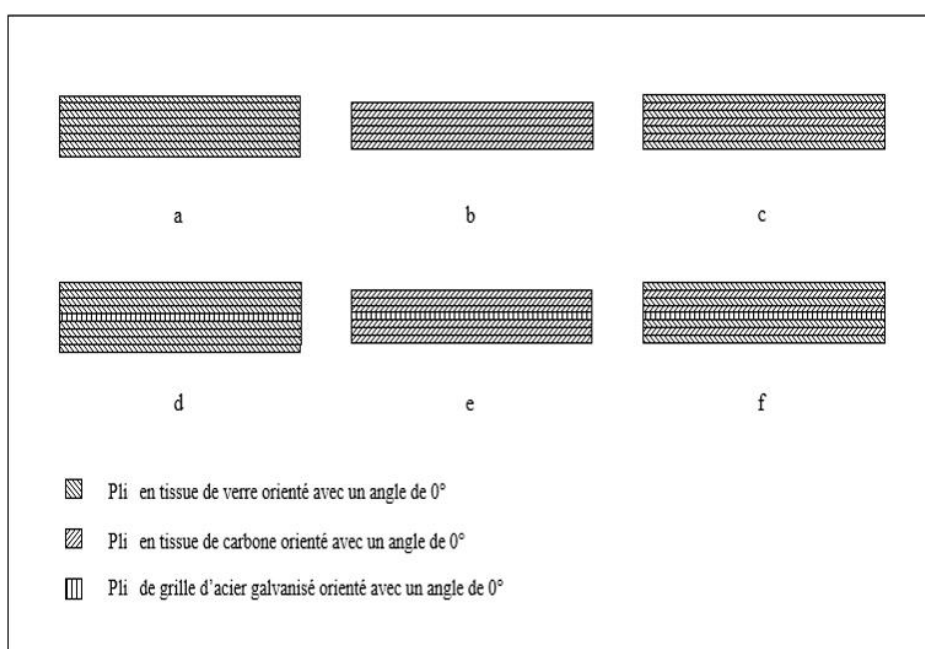 a b c
d e f
Pli en tissue de verre orienté avec un angle de 0°
Pli en tissue de carbone orienté avec un angle de 0°
Pli de grille d’acier galvanisé orienté avec un angle de 0°